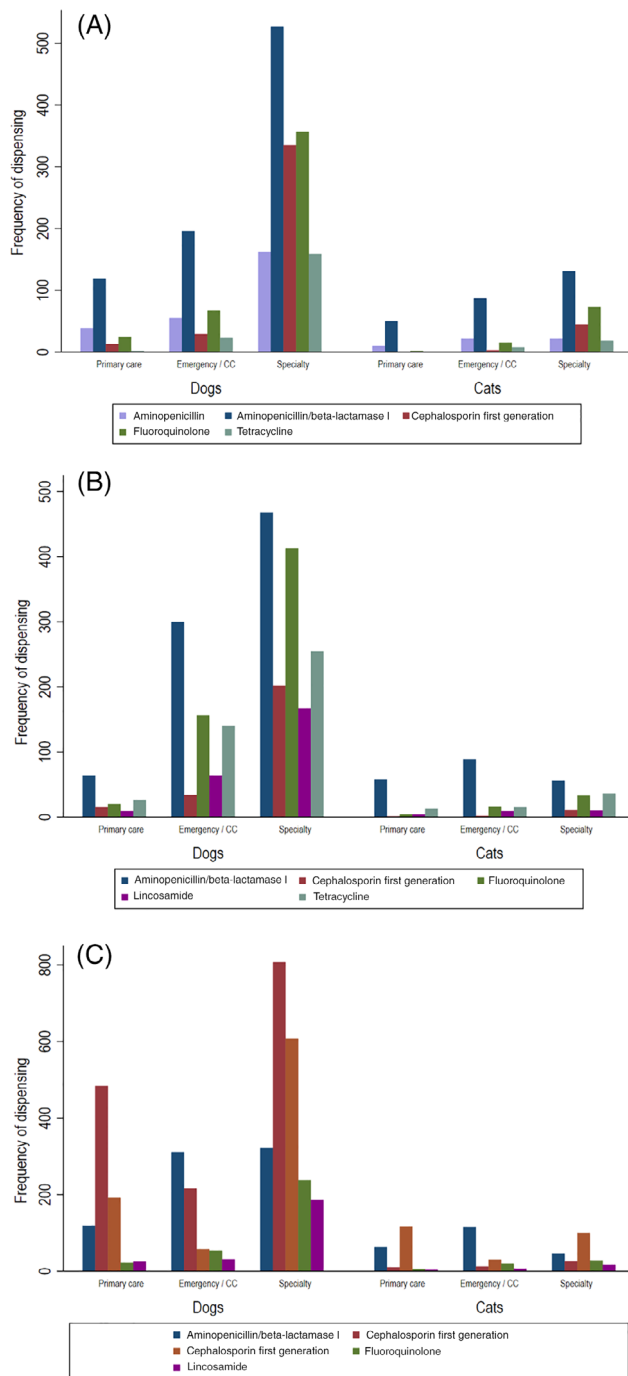 (A)
Frequency of dispensing
500
400
300
200
100
0
Primary care Emergency / CC Specialty Primary care Emergency / CC Specialty
Dogs Cats
Aminopenicillin Aminopenicillin/beta-lactamase I Cephalosporin first generation
Fluoroquinolone Tetracycline
(B)
Frequency of dispensing
500
400
300
200
100
0
Primary care Emergency / CC Specialty Primary care Emergency / CC Specialty
Dogs Cats
Aminopenicillin/beta-lactamase I Cephalosporin first generation Fluoroquinolone
Lincosamide Tetracycline
(C)
Frequency of dispensing
800
600
400
200
0
Primary care Emergency / CC Specialty Primary care Emergency / CC Specialty
Dogs Cats
Aminopenicillin/beta-lactamase I Cephalosporin first generation
Cephalosporin first generation Fluoroquinolone
Lincosamide